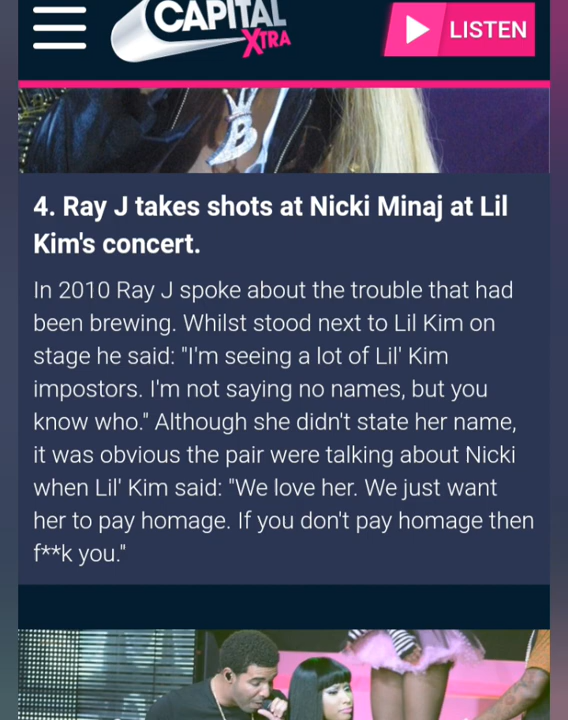 CAPITAL
XTRA
LISTEN
B
4. Ray J takes shots at Nicki Minaj at Lil
Kim's concert.
In 2010 Ray J spoke about the trouble that had
been brewing. Whilst stood next to Lil Kim on
stage he said: "I'm seeing a lot of Lil' Kim
impostors. I'm not saying no names, but you
know who." Although she didn't state her name,
it was obvious the pair were talking about Nicki
when Lil' Kim said: "We love her. We just want
her to pay homage. If you don't pay homage then
f**k you."